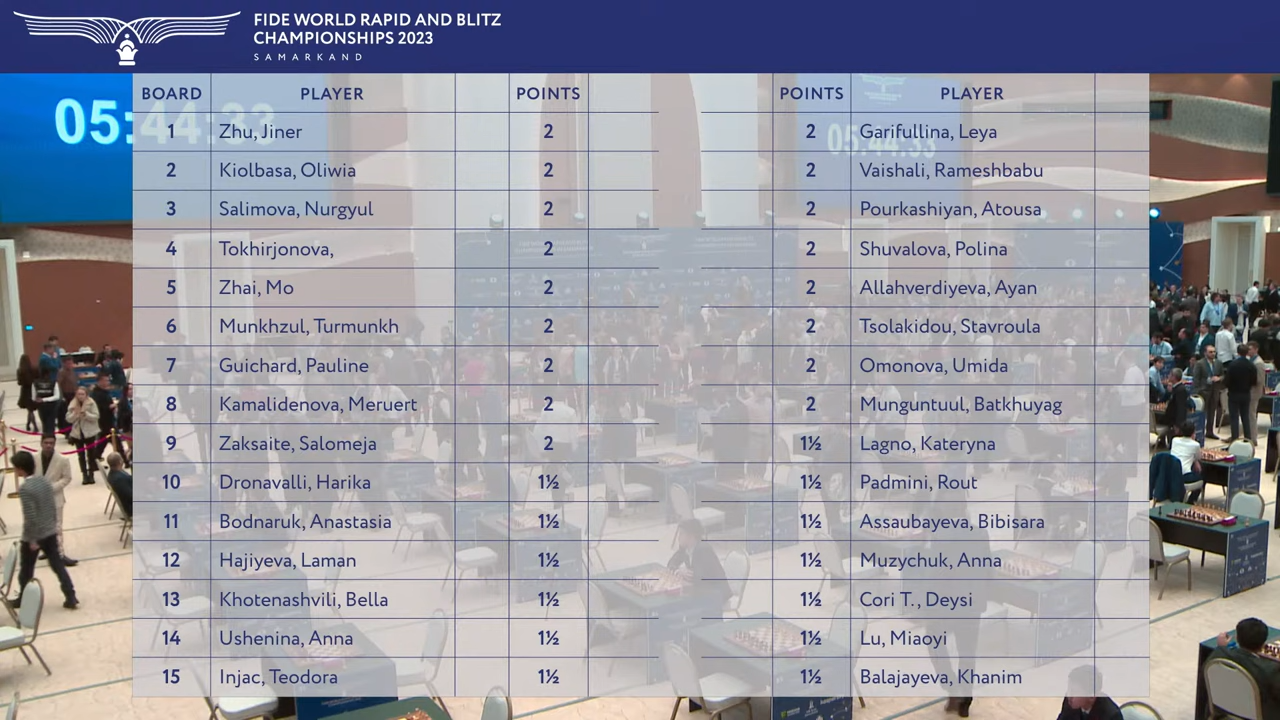 FIDE WORLD RAPID AND BLITZ
CHAMPIONSHIPS 2023
SAMARKAND
05:44:33
05:44:33
BOARD PLAYER POINTS POINTS PLAYER
1 Zhu, Jiner 2 2 Garifullina, Leya
2 Kiolbasa, Oliwia 2 2 Vaishali, Rameshbabu
3 Salimova, Nurgyul 2 2 Pourkashiyan, Atousa
4 Tokhirjonova, 2 2 Shuvalova, Polina
5 Zhai, Mo 2 2 Allahverdiyeva, Ayan
6 Munkhzul, Turmunkh 2 2 Tsolakidou, Stavroula
7 Guichard, Pauline 2 2 Omonova, Umida
8 Kamalidenova, Meruert 2 2 Munguntuul, Batkhuyag
9 Zaksaite, Salomeja 2 1½ Lagno, Kateryna
10 Dronavalli, Harika 1½ 1½ Padmini, Rout
11 Bodnaruk, Anastasia 1½ 1½ Assaubayeva, Bibisara
12 Hajiyeva, Laman 1½ 1½ Muzychuk, Anna
13 Khotenashvili, Bella 1½ 1½ Cori T., Deysi
14 Ushenina, Anna 1½ 1½ Lu, Miaoyi
15 Injac, Teodora 1½ 1½ Balajayeva, Khanim